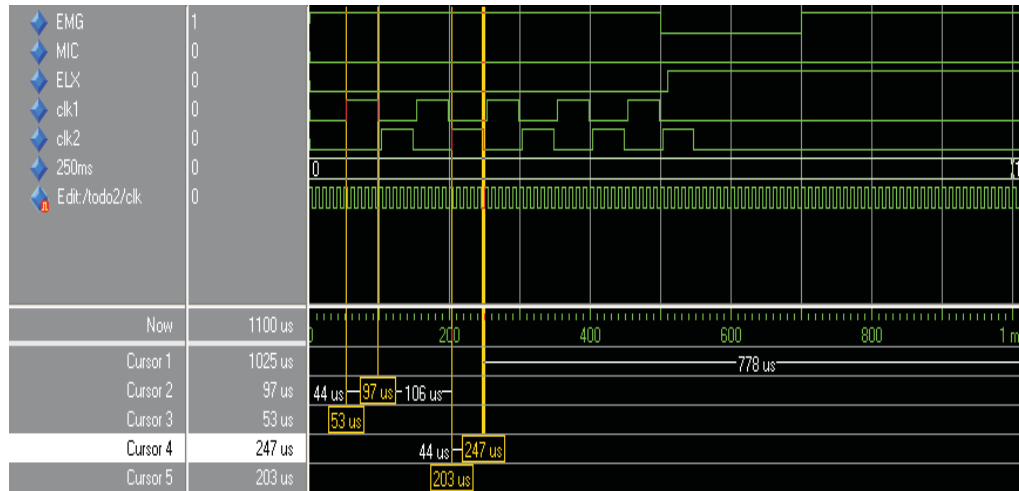 EMG 1
MIC 0
ELX 0
clk1 0
clk2 0
250ms 0 0 1
Edit:/todo2/clk 0
Now 1100 us 200 400 600 800 1 m
Cursor 1 1025 us 778 us
Cursor 2 97 us 44 us 97 us 106 us
Cursor 3 53 us 53 us
Cursor 4 247 us 44 us 247 us
Cursor 5 203 us 203 us